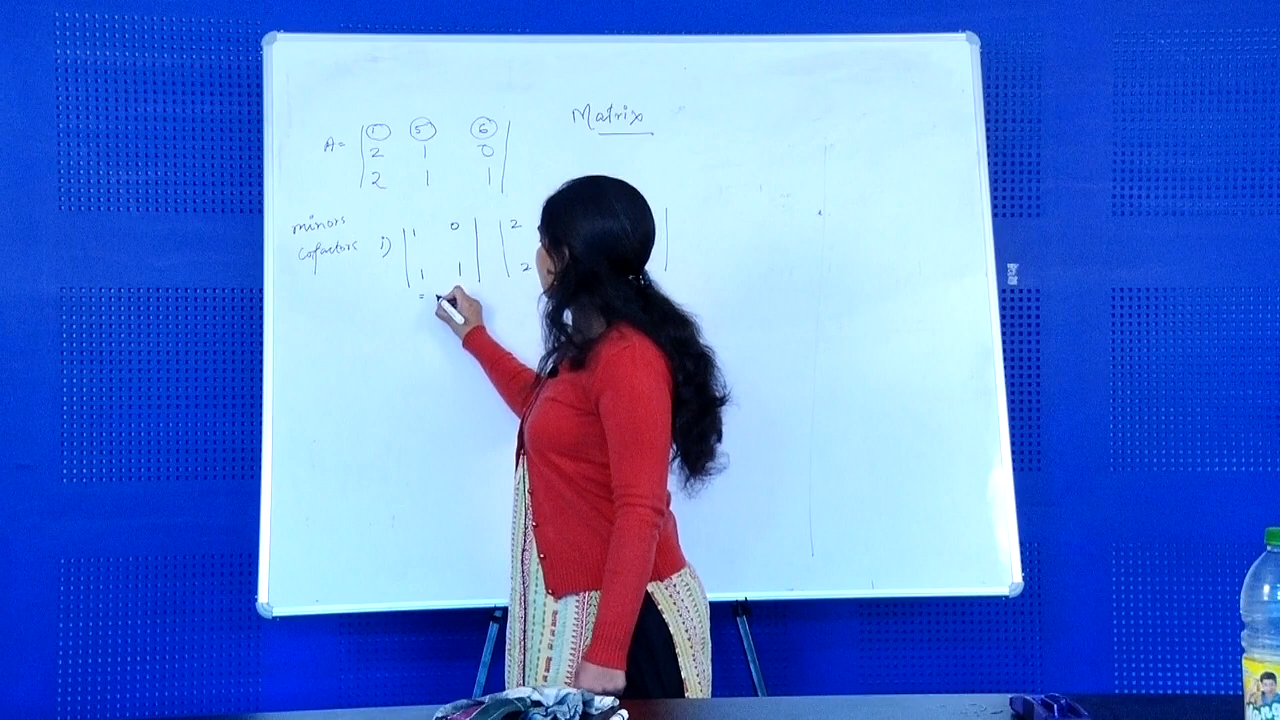 Matrix
A= | 1 5 6 |
| 2 1 0 |
| 2 1 1 |
minors
cofactors i) | 1 0 | | 2
| 1 1 | | 2
=